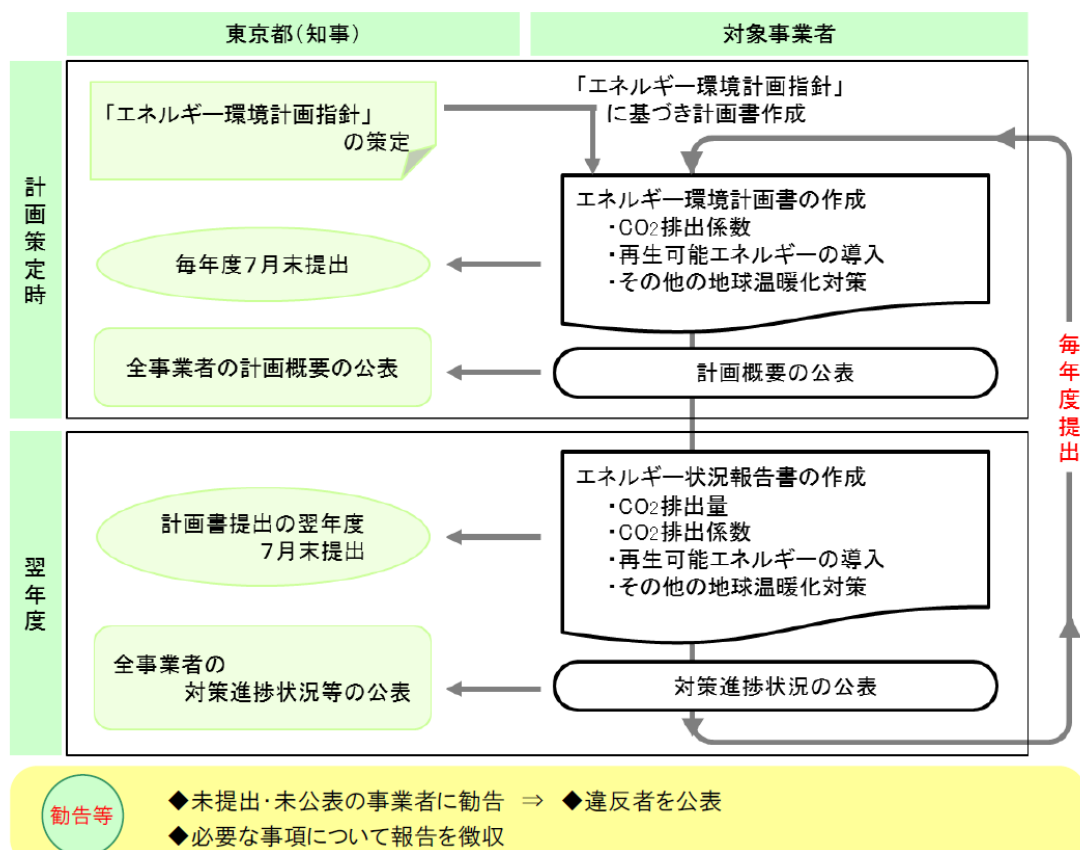 東京都(知事)
対象事業者
計画策定時
「エネルギー環境計画指針」
の策定
「エネルギー環境計画指針」
に基づき計画書作成
エネルギー環境計画書の作成
・CO2排出係数
・再生可能エネルギーの導入
・その他の地球温暖化対策
毎年度7月末提出
全事業者の計画概要の公表
計画概要の公表
毎年度提出
翌年度
エネルギー状況報告書の作成
・CO2排出量
・CO2排出係数
・再生可能エネルギーの導入
・その他の地球温暖化対策
計画書提出の翌年度
7月末提出
全事業者の
対策進捗状況等の公表
対策進捗状況の公表
勧告等
◆未提出・未公表の事業者に勧告 ⇒ ◆違反者を公表
◆必要な事項について報告を徴収